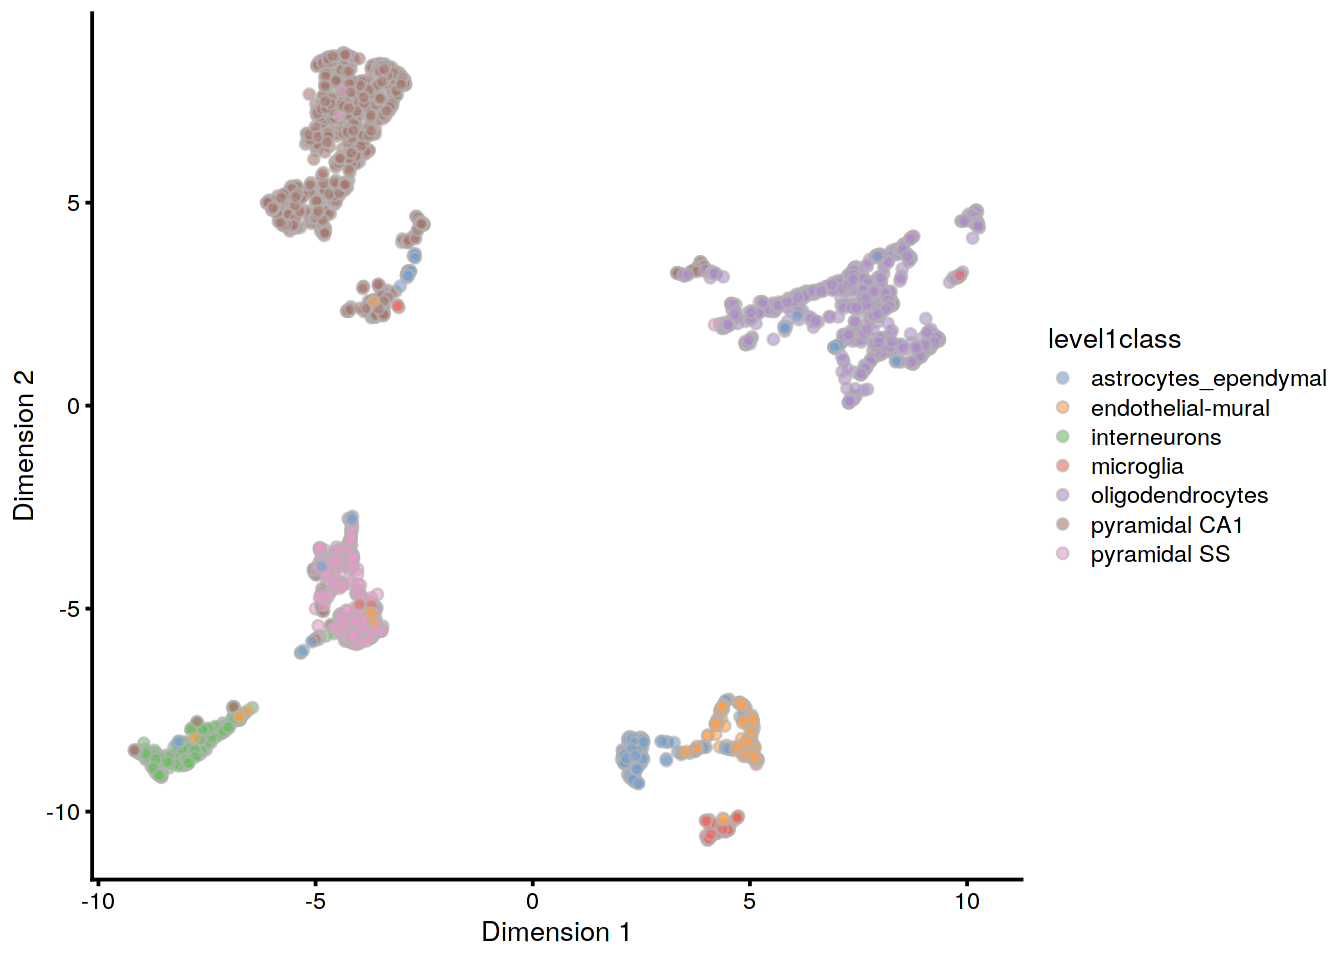 5
0
-5
-10
-10
-5
0
5
10
Dimension 1
Dimension 2
level1class
astrocytes_ependymal
endothelial-mural
interneurons
microglia
oligodendrocytes
pyramidal CA1
pyramidal SS